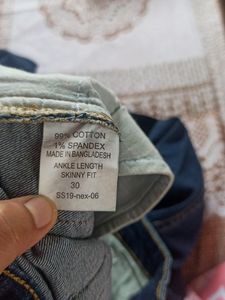 99% COTTON
1% SPANDEX
MADE IN BANGLADESH
ANKLE LENGTH
SKINNY FIT
30
SS19-nex-06